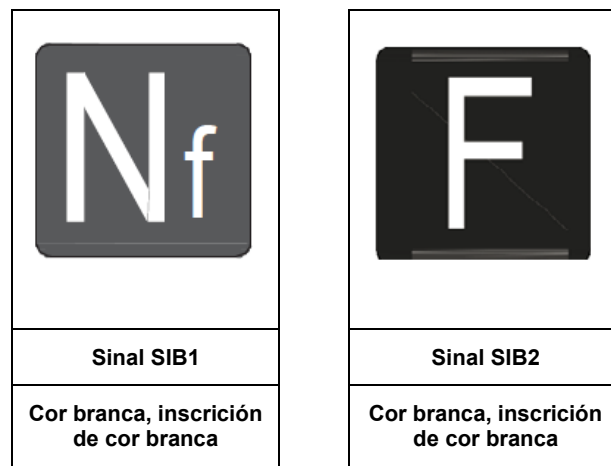 Nf
F
Sinal SIB1
Sinal SIB2
Cor branca, inscrición
de cor branca
Cor branca, inscrición
de cor branca